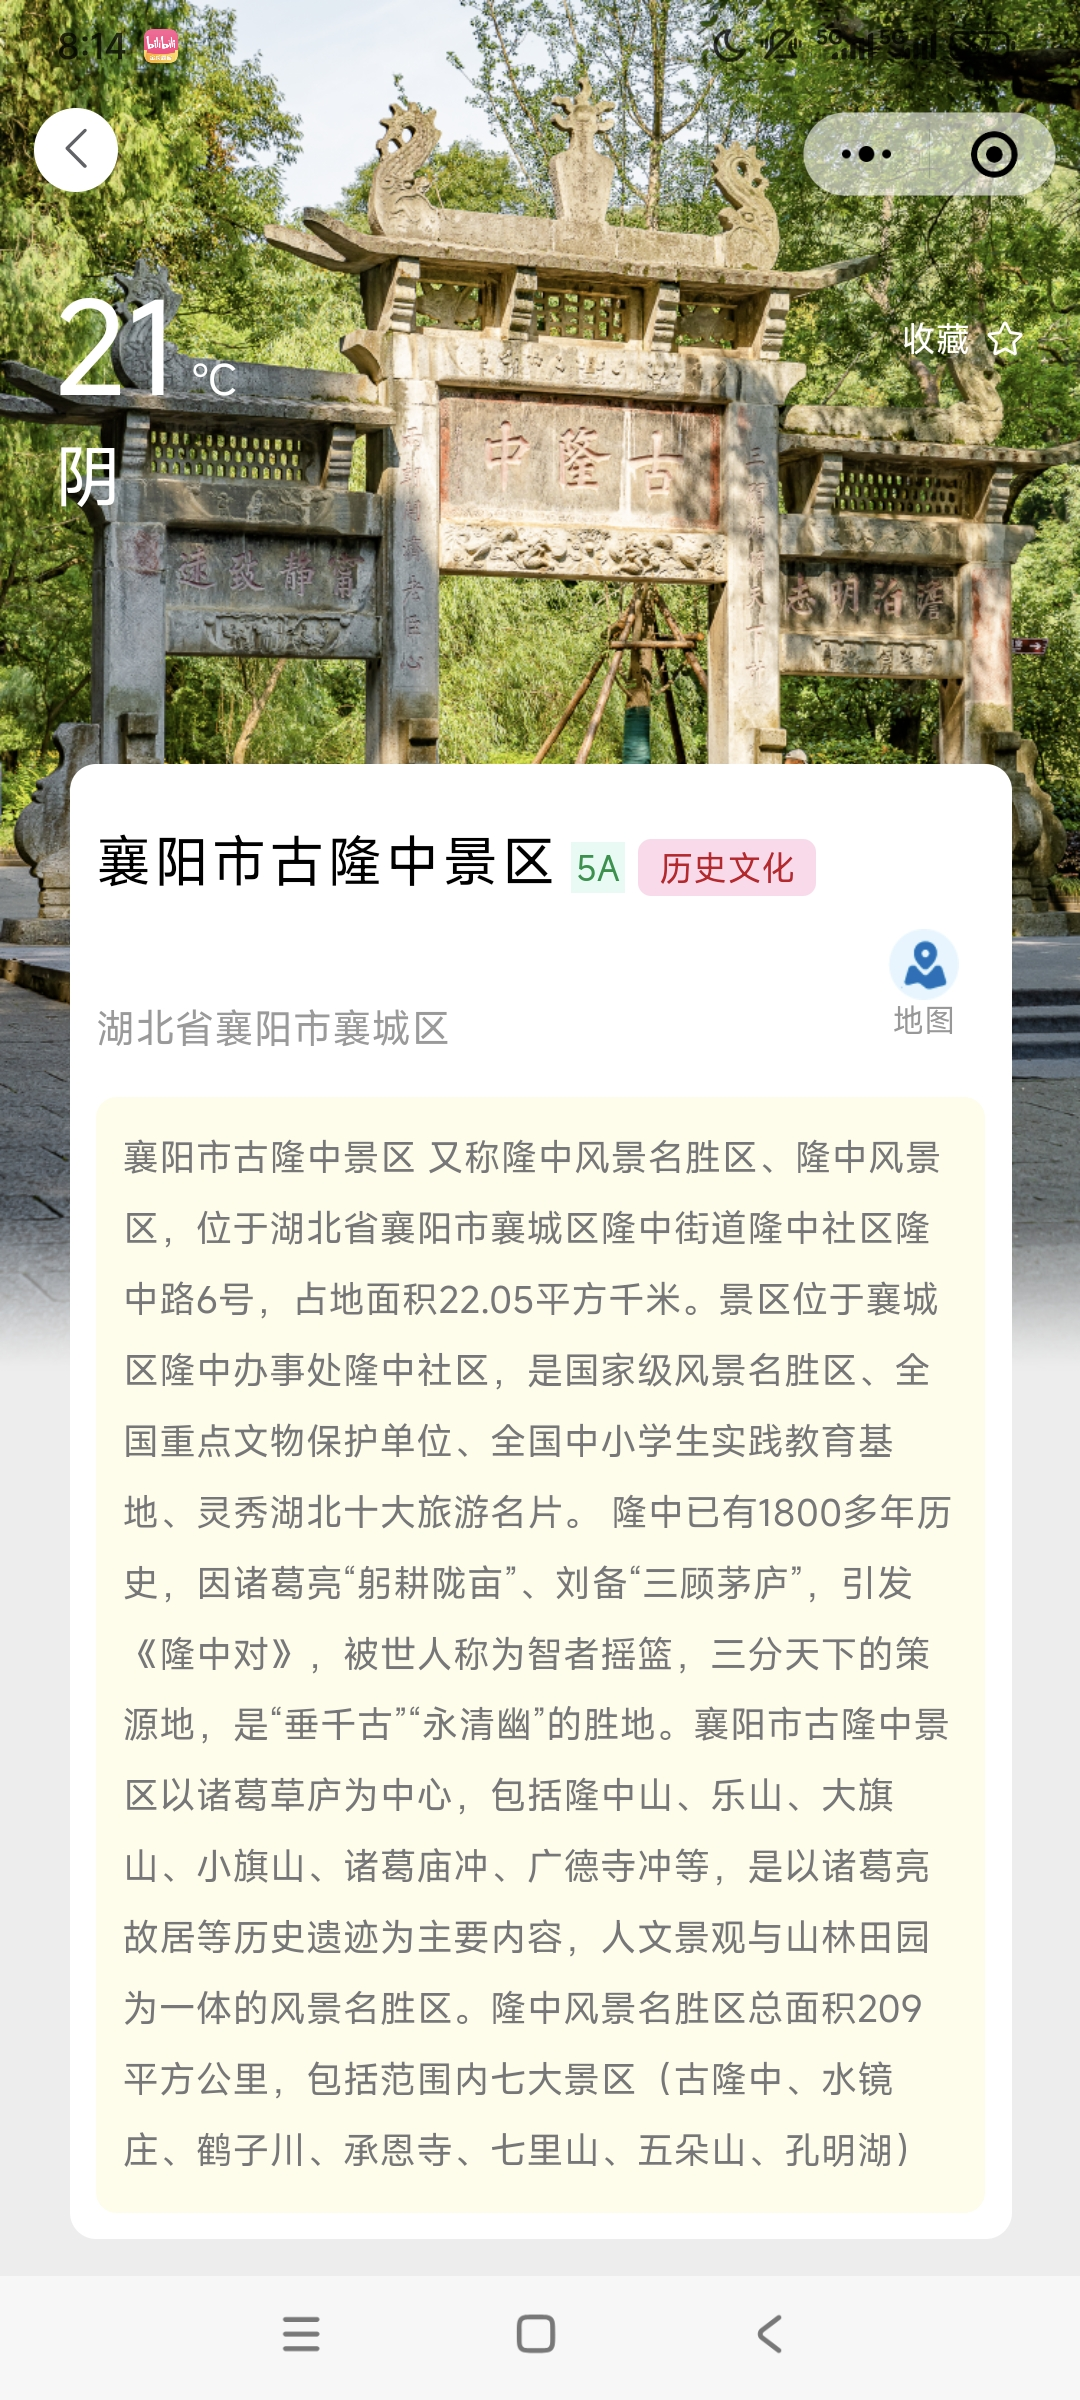 8:14
bilibili
5G
21 ℃
收藏
阴
中隆古
遠致靜甯
志明泊澹
襄阳市古隆中景区 5A 历史文化
湖北省襄阳市襄城区
地图
襄阳市古隆中景区 又称隆中风景名胜区、隆中风景
区，位于湖北省襄阳市襄城区隆中街道隆中社区隆
中路6号，占地面积22.05平方千米。景区位于襄城
区隆中办事处隆中社区，是国家级风景名胜区、全
国重点文物保护单位、全国中小学生实践教育基
地、灵秀湖北十大旅游名片。 隆中已有1800多年历
史，因诸葛亮“躬耕陇亩”、刘备“三顾茅庐”，引发
《隆中对》，被世人称为智者摇篮，三分天下的策
源地，是“垂千古”“永清幽”的胜地。襄阳市古隆中景
区以诸葛草庐为中心，包括隆中山、乐山、大旗
山、小旗山、诸葛庙冲、广德寺冲等，是以诸葛亮
故居等历史遗迹为主要内容，人文景观与山林田园
为一体的风景名胜区。隆中风景名胜区总面积209
平方公里，包括范围内七大景区（古隆中、水镜
庄、鹤子川、承恩寺、七里山、五朵山、孔明湖）